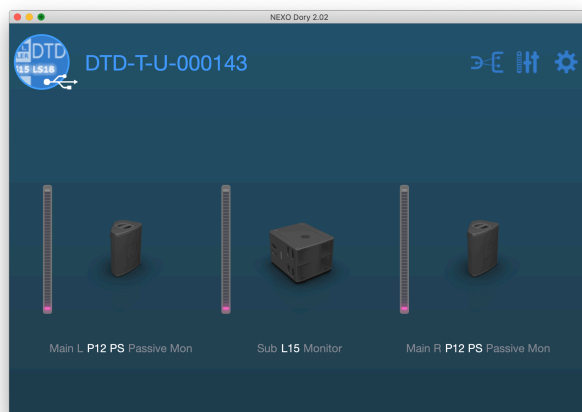 NEXO Dory 2.02
DTD
15 LS18
DTD-T-U-000143
Main L P12 PS Passive Mon
Sub L15 Monitor
Main R P12 PS Passive Mon